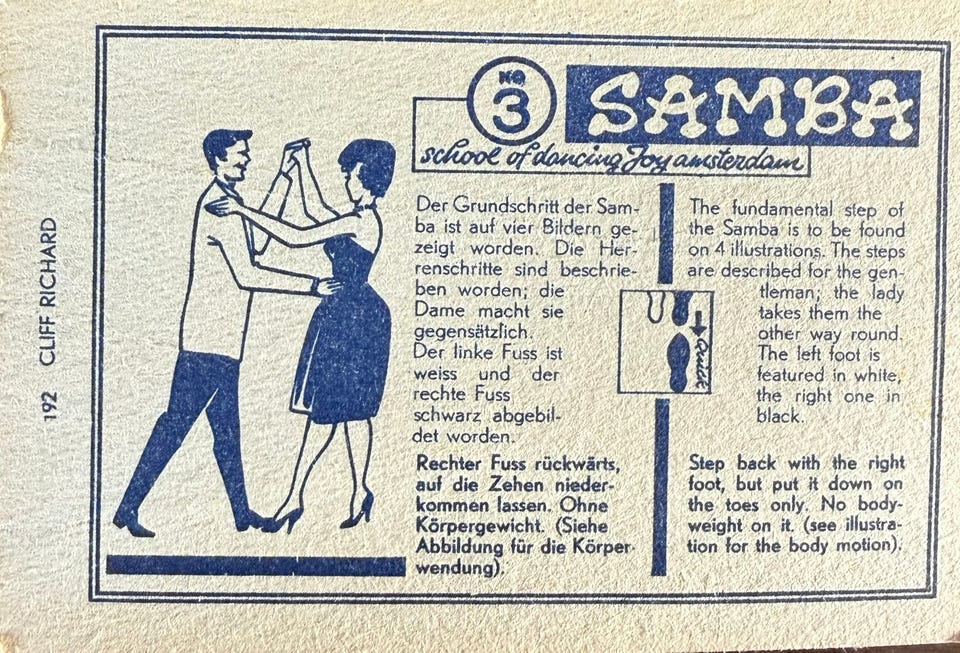 No 3
SAMBA
school of dancing Joy amsterdam
Der Grundschritt der Sam-
ba ist auf vier Bildern ge-
zeigt worden. Die Her-
renschritte sind beschrie-
ben worden; die
Dame macht sie
gegensätzlich.
Der linke Fuss ist
weiss und der
rechte Fuss
schwarz abgebil-
det worden.
Rechter Fuss rückwärts,
auf die Zehen nieder-
kommen lassen. Ohne
Körpergewicht. (Siehe
Abbildung für die Körper-
wendung).
Quick
The fundamental step of
the Samba is to be found
on 4 illustrations. The steps
are described for the gen-
tleman; the lady
takes them the
other way round.
The left foot is
featured in white,
the right one in
black.
Step back with the right
foot, but put it down on
the toes only. No body-
weight on it. (see illustra-
tion for the body motion).
192 CLIFF RICHARD